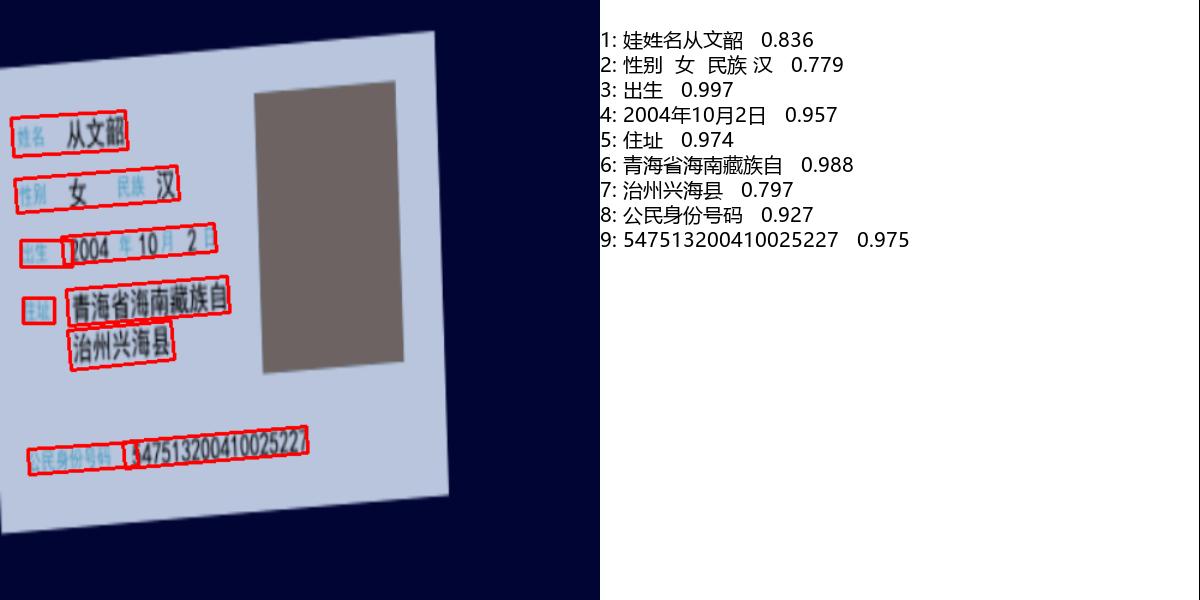 姓名 从文韶
性别 女 民族 汉
出生 2004 年 10 月 2 日
住址 青海省海南藏族自
治州兴海县
公民身份号码 547513200410025227
1: 娃姓名从文韶 0.836
2: 性别 女 民族 汉 0.779
3: 出生 0.997
4: 2004年10月2日 0.957
5: 住址 0.974
6: 青海省海南藏族自 0.988
7: 治州兴海县 0.797
8: 公民身份号码 0.927
9: 547513200410025227 0.975